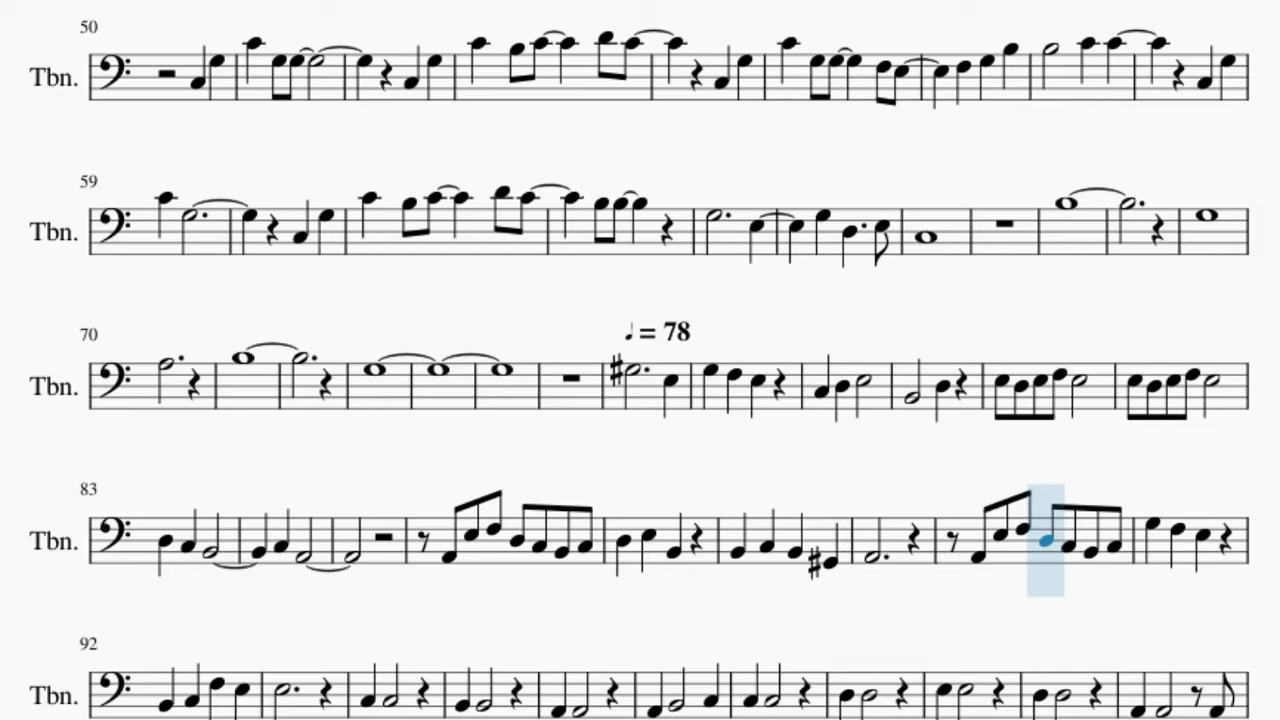 50
Tbn.
59
Tbn.
70
♩ = 78
Tbn.
83
Tbn.
92
Tbn.